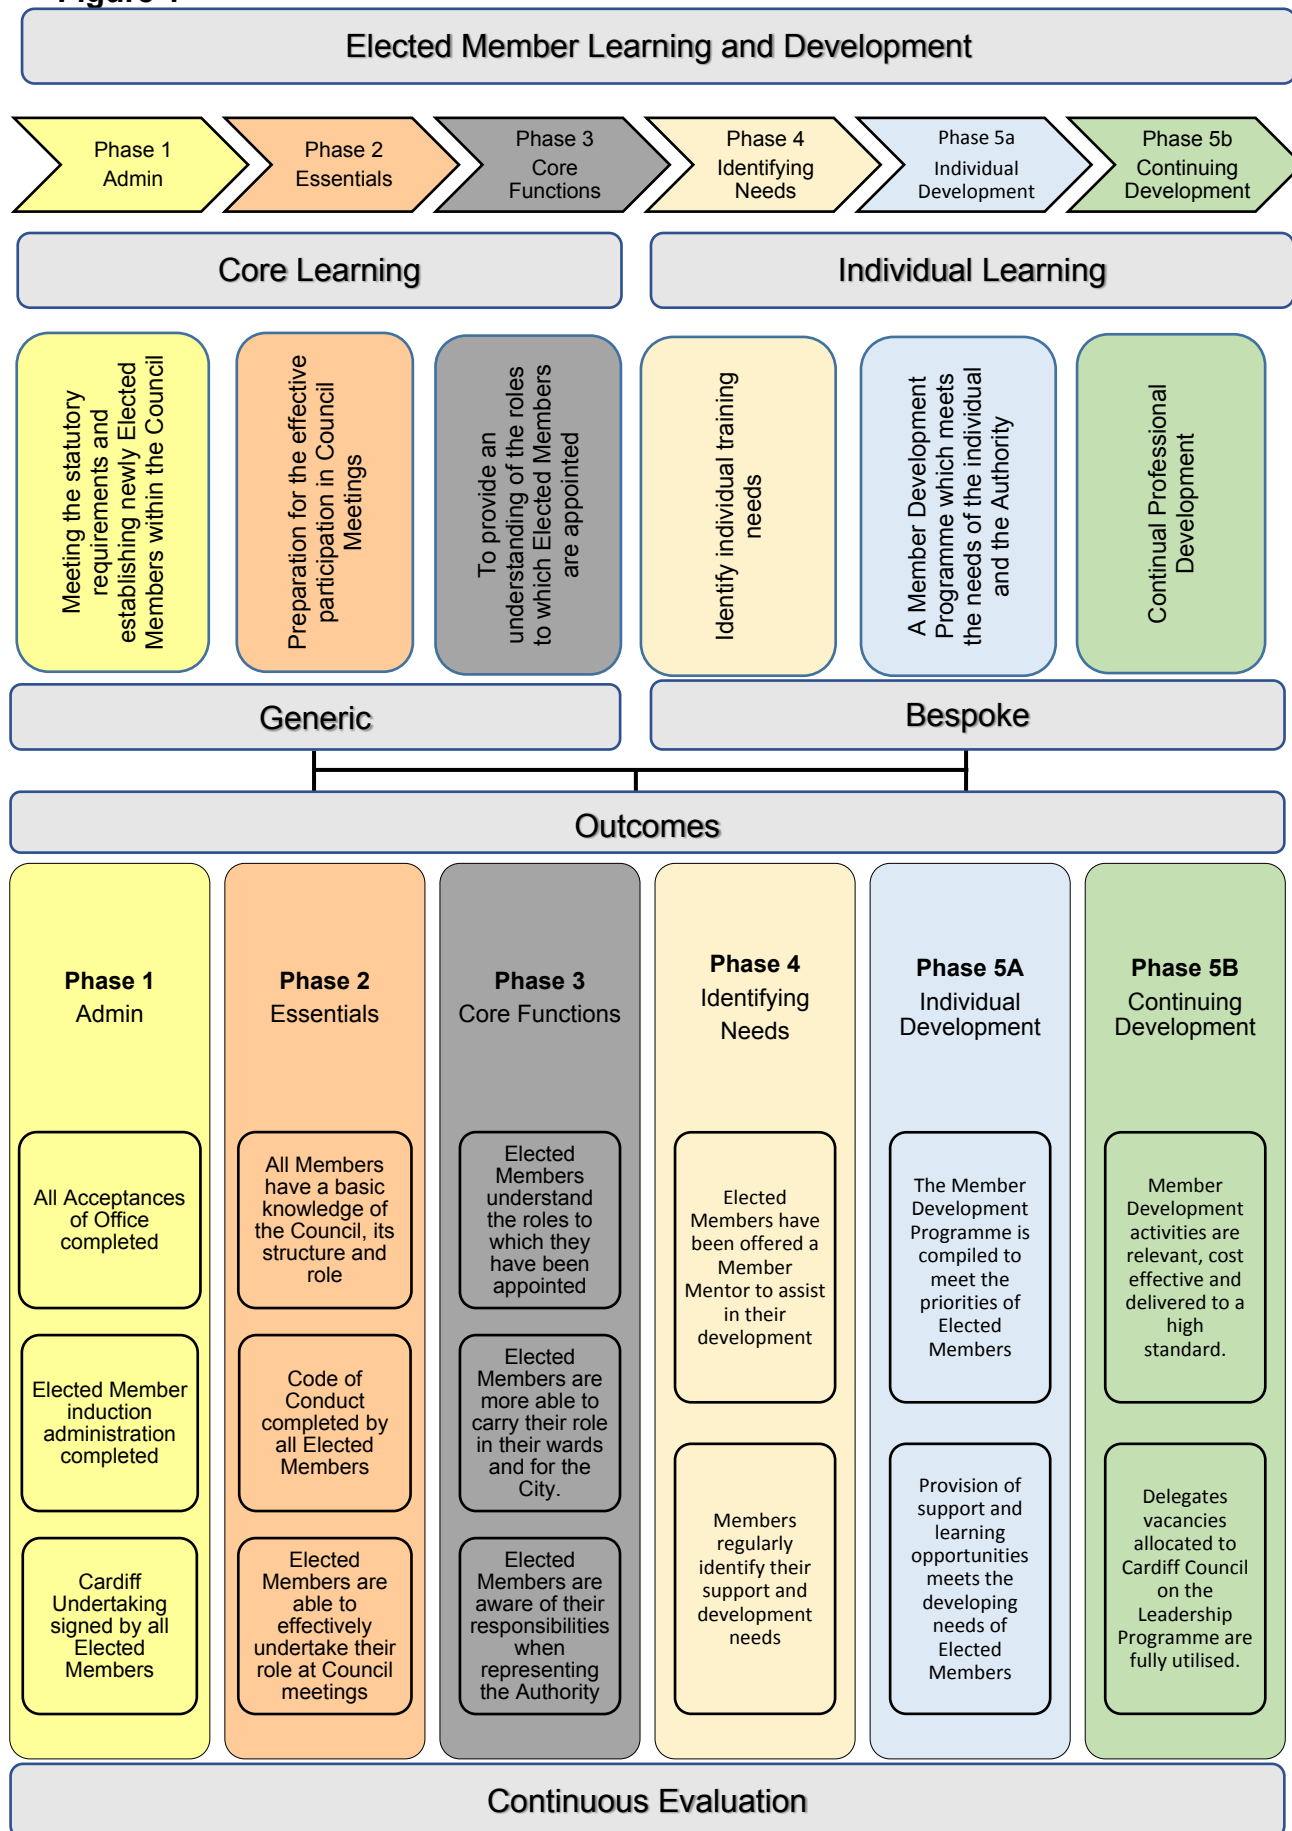 Elected Member Learning and Development
Phase 1
Admin
Phase 2
Essentials
Phase 3
Core
Functions
Phase 4
Identifying
Needs
Phase 5a
Individual
Development
Phase 5b
Continuing
Development
Core Learning
Individual Learning
Meeting the statutory
requirements and
establishing newly Elected
Members within the Council
Preparation for the effective
participation in Council
Meetings
To provide an
understanding of the roles
to which Elected Members
are appointed
Identify individual training
needs
A Member Development
Programme which meets
the needs of the individual
and the Authority
Continual Professional
Development
Generic
Bespoke
Outcomes
Phase 1
Admin
Phase 2
Essentials
Phase 3
Core Functions
Phase 4
Identifying
Needs
Phase 5A
Individual
Development
Phase 5B
Continuing
Development
All Acceptances
of Office
completed
Elected Member
induction
administration
completed
Cardiff
Undertaking
signed by all
Elected
Members
All Members
have a basic
knowledge of
the Council, its
structure and
role
Code of
Conduct
completed by
all Elected
Members
Elected
Members are
able to
effectively
undertake their
role at Council
meetings
Elected
Members
understand
the roles to
which they
have been
appointed
Elected
Members are
more able to
carry their role
in their wards
and for the
City.
Elected
Members are
aware of their
responsibilities
when
representing
the Authority
Elected
Members have
been offered a
Member
Mentor to assist
in their
development
Members
regularly
identify their
support and
development
needs
The Member
Development
Programme is
compiled to
meet the
priorities of
Elected
Members
Provision of
support and
learning
opportunities
meets the
developing
needs of
Elected
Members
Member
Development
activities are
relevant, cost
effective and
delivered to a
high
standard.
Delegates
vacancies
allocated to
Cardiff Council
on the
Leadership
Programme are
fully utilised.
Continuous Evaluation